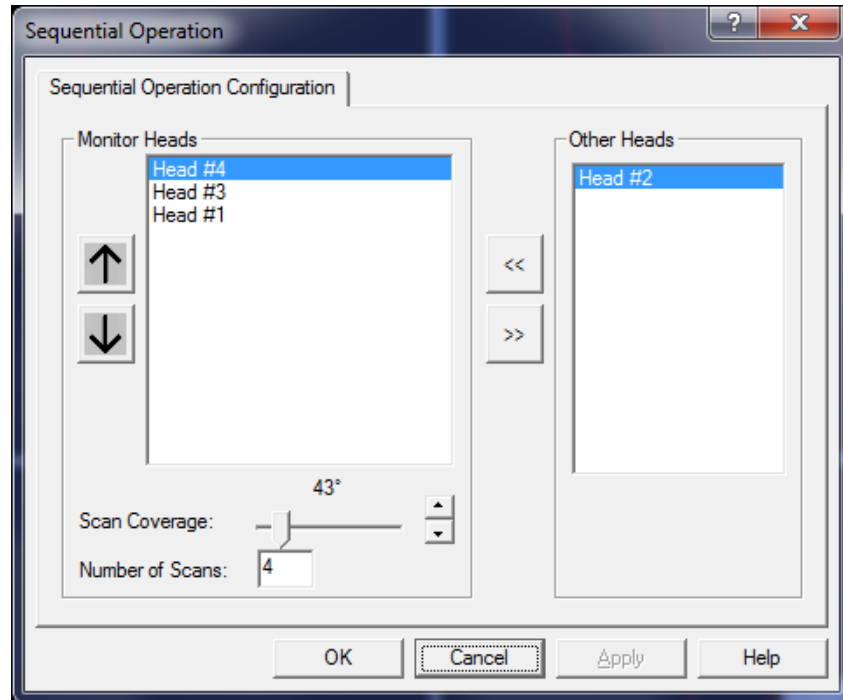 Sequential Operation
?
X
Sequential Operation Configuration
Monitor Heads
Head #4
Head #3
Head #1
<<
>>
Other Heads
Head #2
43°
Scan Coverage:
Number of Scans: 4
OK Cancel Apply Help